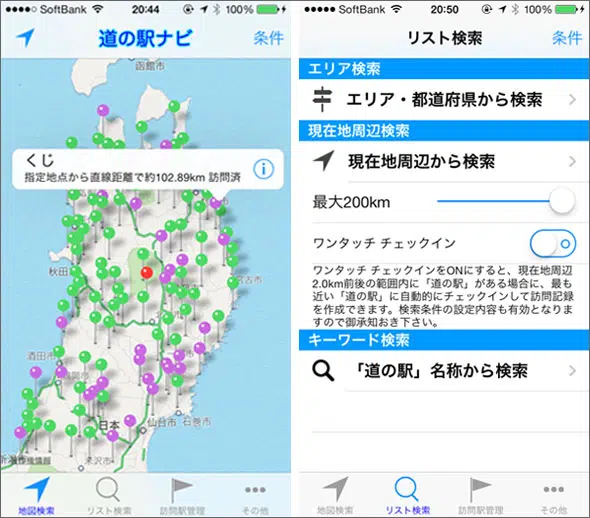 SoftBank 20:44 100%
道の駅ナビ 条件
函館市
くじ
指定地点から直線距離で約102.89km 訪問済
秋田
宮古市
酒田市
日本
仙台市 石巻市
米沢市
地図検索 リスト検索 訪問駅管理 その他
SoftBank 20:50 100%
リスト検索 条件
エリア検索
エリア・都道府県から検索
現在地周辺検索
現在地周辺から検索
最大200km
ワンタッチ チェックイン
ワンタッチ チェックインをONにすると、現在地周辺
2.0km前後の範囲内に「道の駅」がある場合に、最も
近い「道の駅」に自動的にチェックインして訪問記録
を作成できます。検索条件の設定内容も有効となりま
すので御承知おき下さい。
キーワード検索
「道の駅」名称から検索
地図検索 リスト検索 訪問駅管理 その他